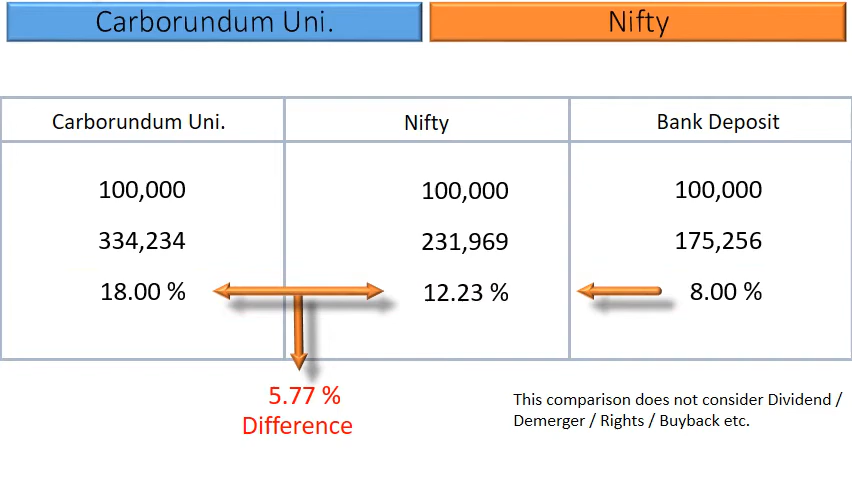 Carborundum Uni.
Nifty
Carborundum Uni.
Nifty
Bank Deposit
100,000
100,000
100,000
334,234
231,969
175,256
18.00 %
12.23 %
8.00 %
5.77 %
Difference
This comparison does not consider Dividend /
Demerger / Rights / Buyback etc.